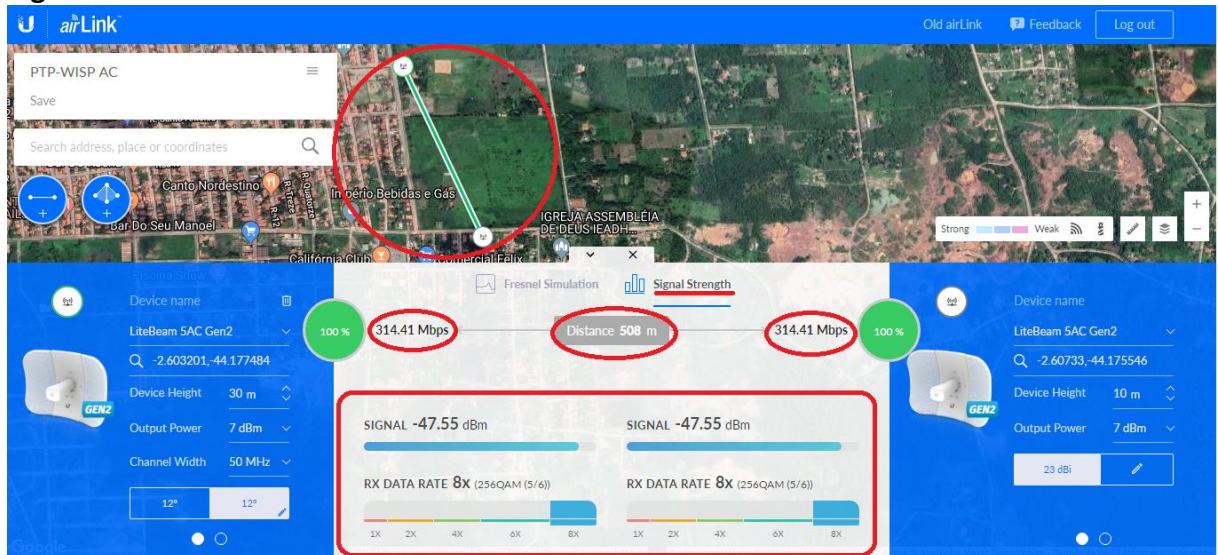 U airLink
Old airLink Feedback Log out
PTP-WISP AC
Save
Search address, place or coordinates
Canto Nordestino
R. Treze
R. Quatorze
R-12
Império Bebidas e Gás
Bar Do Seu Manoel
IGREJA ASSEMBLÉIA
DE DEUS IEADH...
Califórnia Club
Comercial Felix
Strong Weak
+
−
Piscina Show
Fresnel Simulation Signal Strength
Device name
LiteBeam 5AC Gen2
-2.603201,-44.177484
Device Height 30 m
Output Power 7 dBm
Channel Width 50 MHz
12° 12°
GEN2
100 % 314.41 Mbps Distance 508 m 314.41 Mbps 100 %
SIGNAL -47.55 dBm
RX DATA RATE 8X (256QAM (5/6))
1X 2X 4X 6X 8X
SIGNAL -47.55 dBm
RX DATA RATE 8X (256QAM (5/6))
1X 2X 4X 6X 8X
Device name
LiteBeam 5AC Gen2
-2.60733,-44.175546
Device Height 10 m
Output Power 7 dBm
23 dBi
GEN2
Google